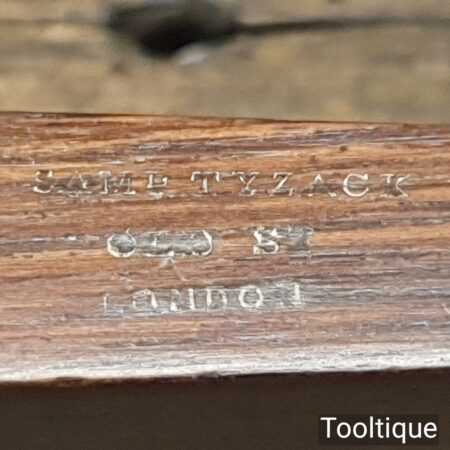 SAML TYZACK
OLD ST
LONDON
Tooltique